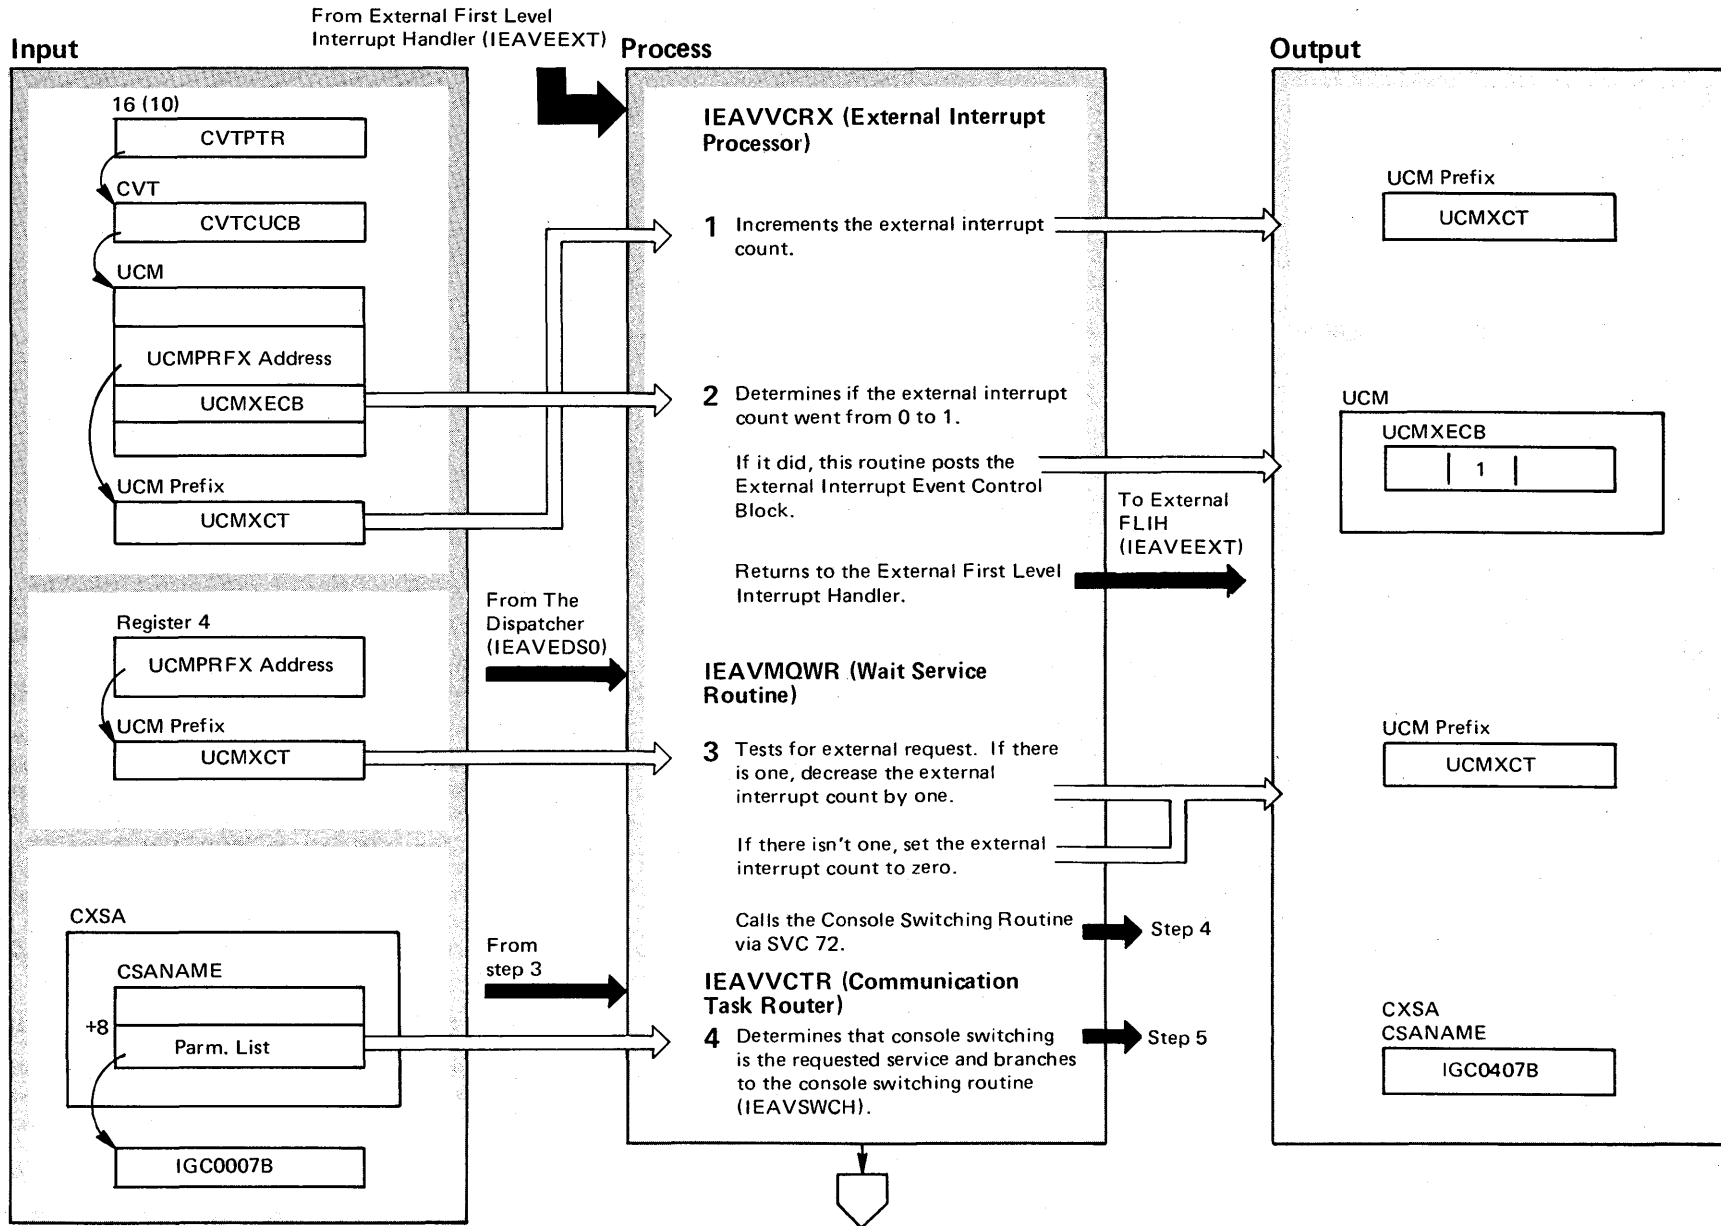 From External First Level
Interrupt Handler (IEAVEEXT)
Input
Process
Output
16 (10)
CVTPTR
CVT
CVTCUCB
UCM
UCMPRFX Address
UCMXECB
UCM Prefix
UCMXCT
Register 4
UCMPRFX Address
UCM Prefix
UCMXCT
CXSA
CSANAME
+8
Parm. List
IGC0007B
From The
Dispatcher
(IEAVEDS0)
From
step 3
IEAVVCRX (External Interrupt
Processor)
1 Increments the external interrupt
count.
2 Determines if the external interrupt
count went from 0 to 1.
If it did, this routine posts the
External Interrupt Event Control
Block.
Returns to the External First Level
Interrupt Handler.
IEAVMQWR (Wait Service
Routine)
3 Tests for external request. If there
is one, decrease the external
interrupt count by one.
If there isn't one, set the external
interrupt count to zero.
Calls the Console Switching Routine
via SVC 72.
IEAVVCTR (Communication
Task Router)
4 Determines that console switching
is the requested service and branches
to the console switching routine
(IEAVSWCH).
To External
FLIH
(IEAVEEXT)
Step 4
Step 5
UCM Prefix
UCMXCT
UCM
UCMXECB
1
UCM Prefix
UCMXCT
CXSA
CSANAME
IGC0407B